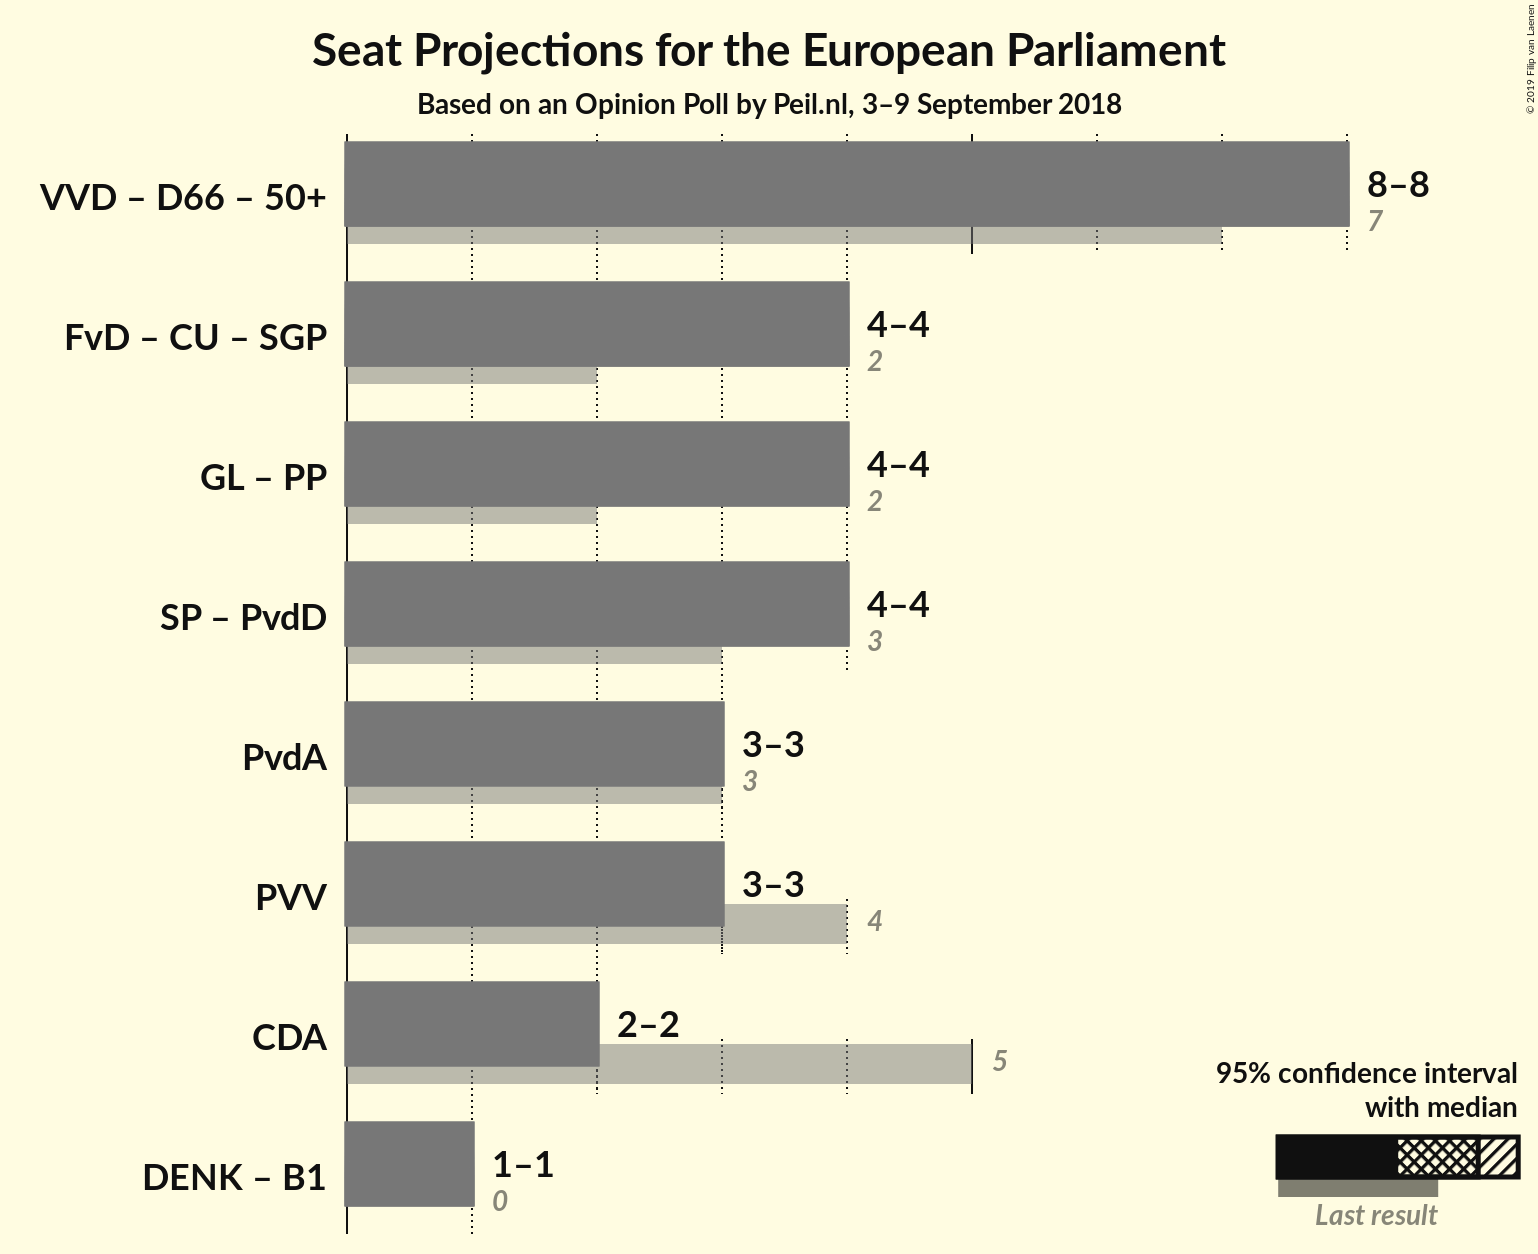 Seat Projections for the European Parliament
Based on an Opinion Poll by Peil.nl, 3–9 September 2018
© 2019 Filip van Laenen
VVD – D66 – 50+
8–8
7
FvD – CU – SGP
4–4
2
GL – PP
4–4
2
SP – PvdD
4–4
3
PvdA
3–3
3
PVV
3–3
4
CDA
2–2
5
DENK – B1
1–1
0
95% confidence interval
with median
Last result